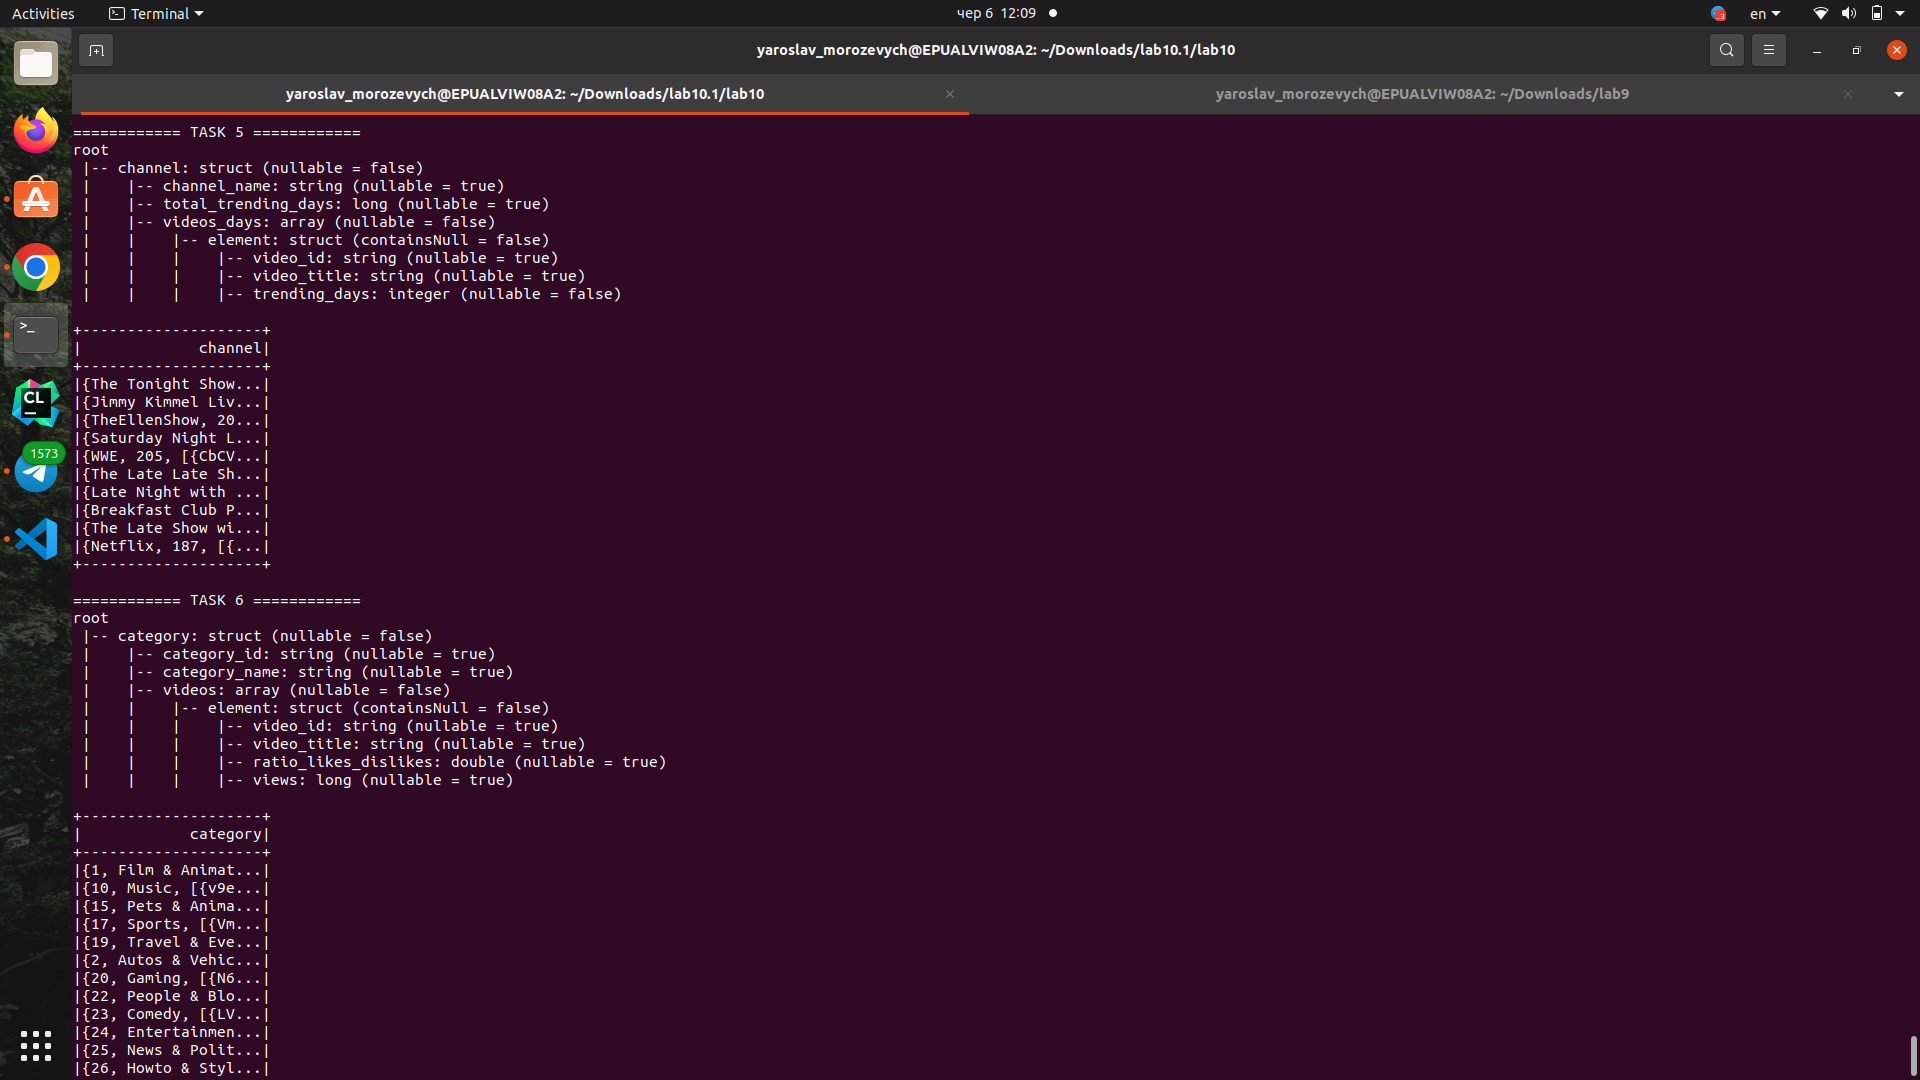 Activities
Terminal
чер 6 12:09
3
en
yaroslav_morozevych@EPUALVIW08A2: ~/Downloads/lab10.1/lab10
yaroslav_morozevych@EPUALVIW08A2: ~/Downloads/lab10.1/lab10
yaroslav_morozevych@EPUALVIW08A2: ~/Downloads/lab9
============ TASK 5 ============
root
 |-- channel: struct (nullable = false)
 |    |-- channel_name: string (nullable = true)
 |    |-- total_trending_days: long (nullable = true)
 |    |-- videos_days: array (nullable = false)
 |    |    |-- element: struct (containsNull = false)
 |    |    |    |-- video_id: string (nullable = true)
 |    |    |    |-- video_title: string (nullable = true)
 |    |    |    |-- trending_days: integer (nullable = false)
+--------------------+
|             channel|
+--------------------+
|{The Tonight Show...|
|{Jimmy Kimmel Liv...|
|{TheEllenShow, 20...|
|{Saturday Night L...|
|{WWE, 205, [{CbCV...|
|{The Late Late Sh...|
|{Late Night with ...|
|{Breakfast Club P...|
|{The Late Show wi...|
|{Netflix, 187, [{...|
+--------------------+
============ TASK 6 ============
root
 |-- category: struct (nullable = false)
 |    |-- category_id: string (nullable = true)
 |    |-- category_name: string (nullable = true)
 |    |-- videos: array (nullable = false)
 |    |    |-- element: struct (containsNull = false)
 |    |    |    |-- video_id: string (nullable = true)
 |    |    |    |-- video_title: string (nullable = true)
 |    |    |    |-- ratio_likes_dislikes: double (nullable = true)
 |    |    |    |-- views: long (nullable = true)
+--------------------+
|            category|
+--------------------+
|{1, Film & Animat...|
|{10, Music, [{v9e...|
|{15, Pets & Anima...|
|{17, Sports, [{Vm...|
|{19, Travel & Eve...|
|{2, Autos & Vehic...|
|{20, Gaming, [{N6...|
|{22, People & Blo...|
|{23, Comedy, [{LV...|
|{24, Entertainmen...|
|{25, News & Polit...|
|{26, Howto & Styl...|
>_
CL
1573